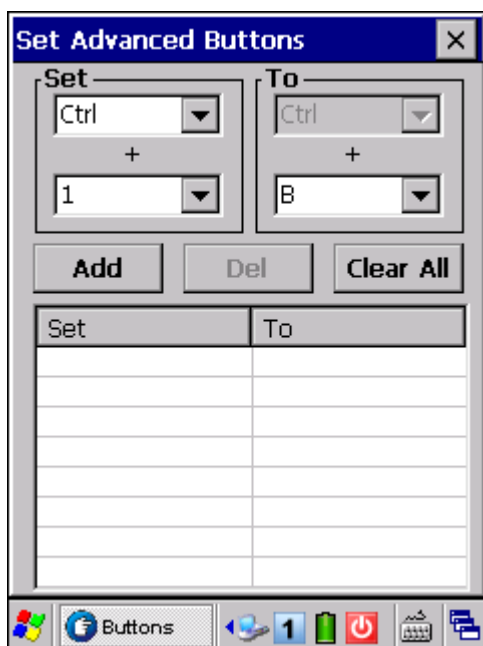 Set Advanced Buttons
Set To
Ctrl Ctrl
+ +
1 B
Add Del Clear All
Set To
Buttons 1